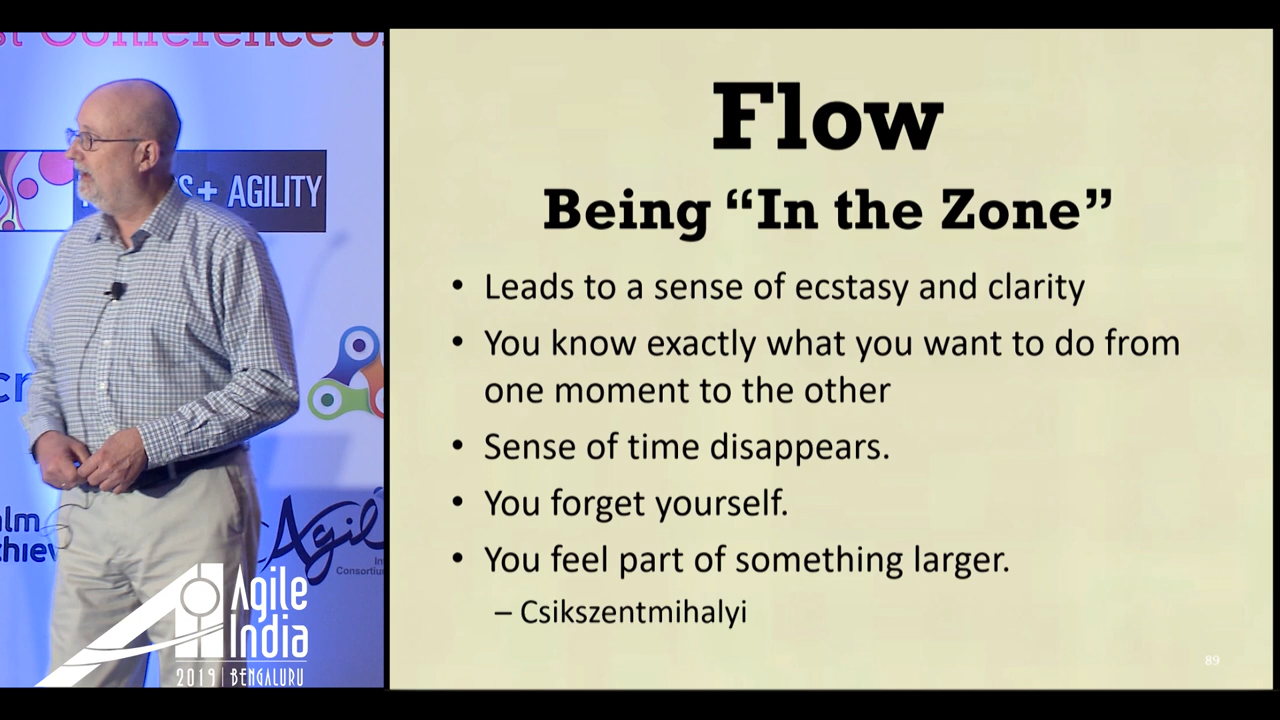 Conference
+ AGILITY
Agile
India
2019 | BENGALURU
Flow
Being “In the Zone”
• Leads to a sense of ecstasy and clarity
• You know exactly what you want to do from
one moment to the other
• Sense of time disappears.
• You forget yourself.
• You feel part of something larger.
– Csikszentmihalyi
89